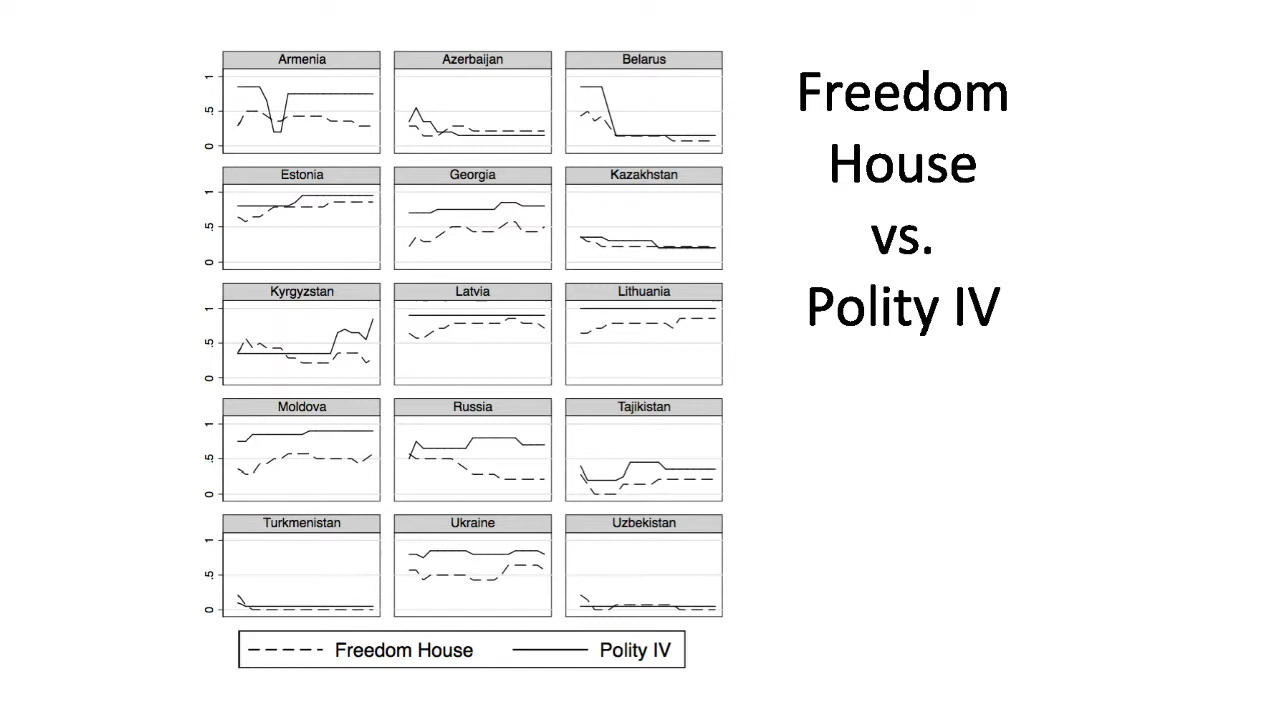 Armenia Azerbaijan Belarus
0 .5 1
Estonia Georgia Kazakhstan
0 .5 1
Kyrgyzstan Latvia Lithuania
0 .5 1
Moldova Russia Tajikistan
0 .5 1
Turkmenistan Ukraine Uzbekistan
0 .5 1
Freedom House Polity IV
Freedom
House
vs.
Polity IV